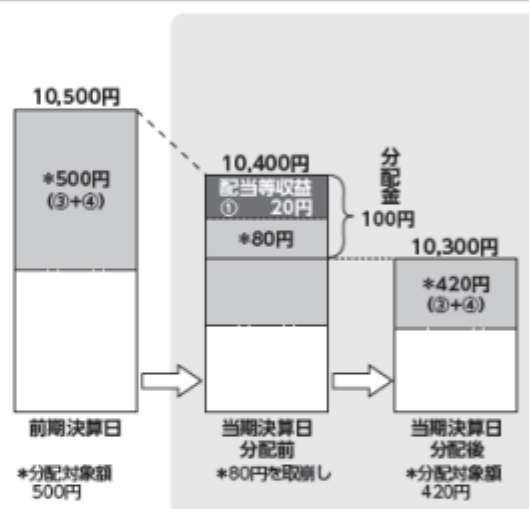 10,500円
*500円
(③+④)
前期決算日
*分配対象額
500円
10,400円
配当等収益
① 20円
*80円
分配金
100円
当期決算日
分配前
*80円を取崩し
10,300円
*420円
(③+④)
当期決算日
分配後
*分配対象額
420円